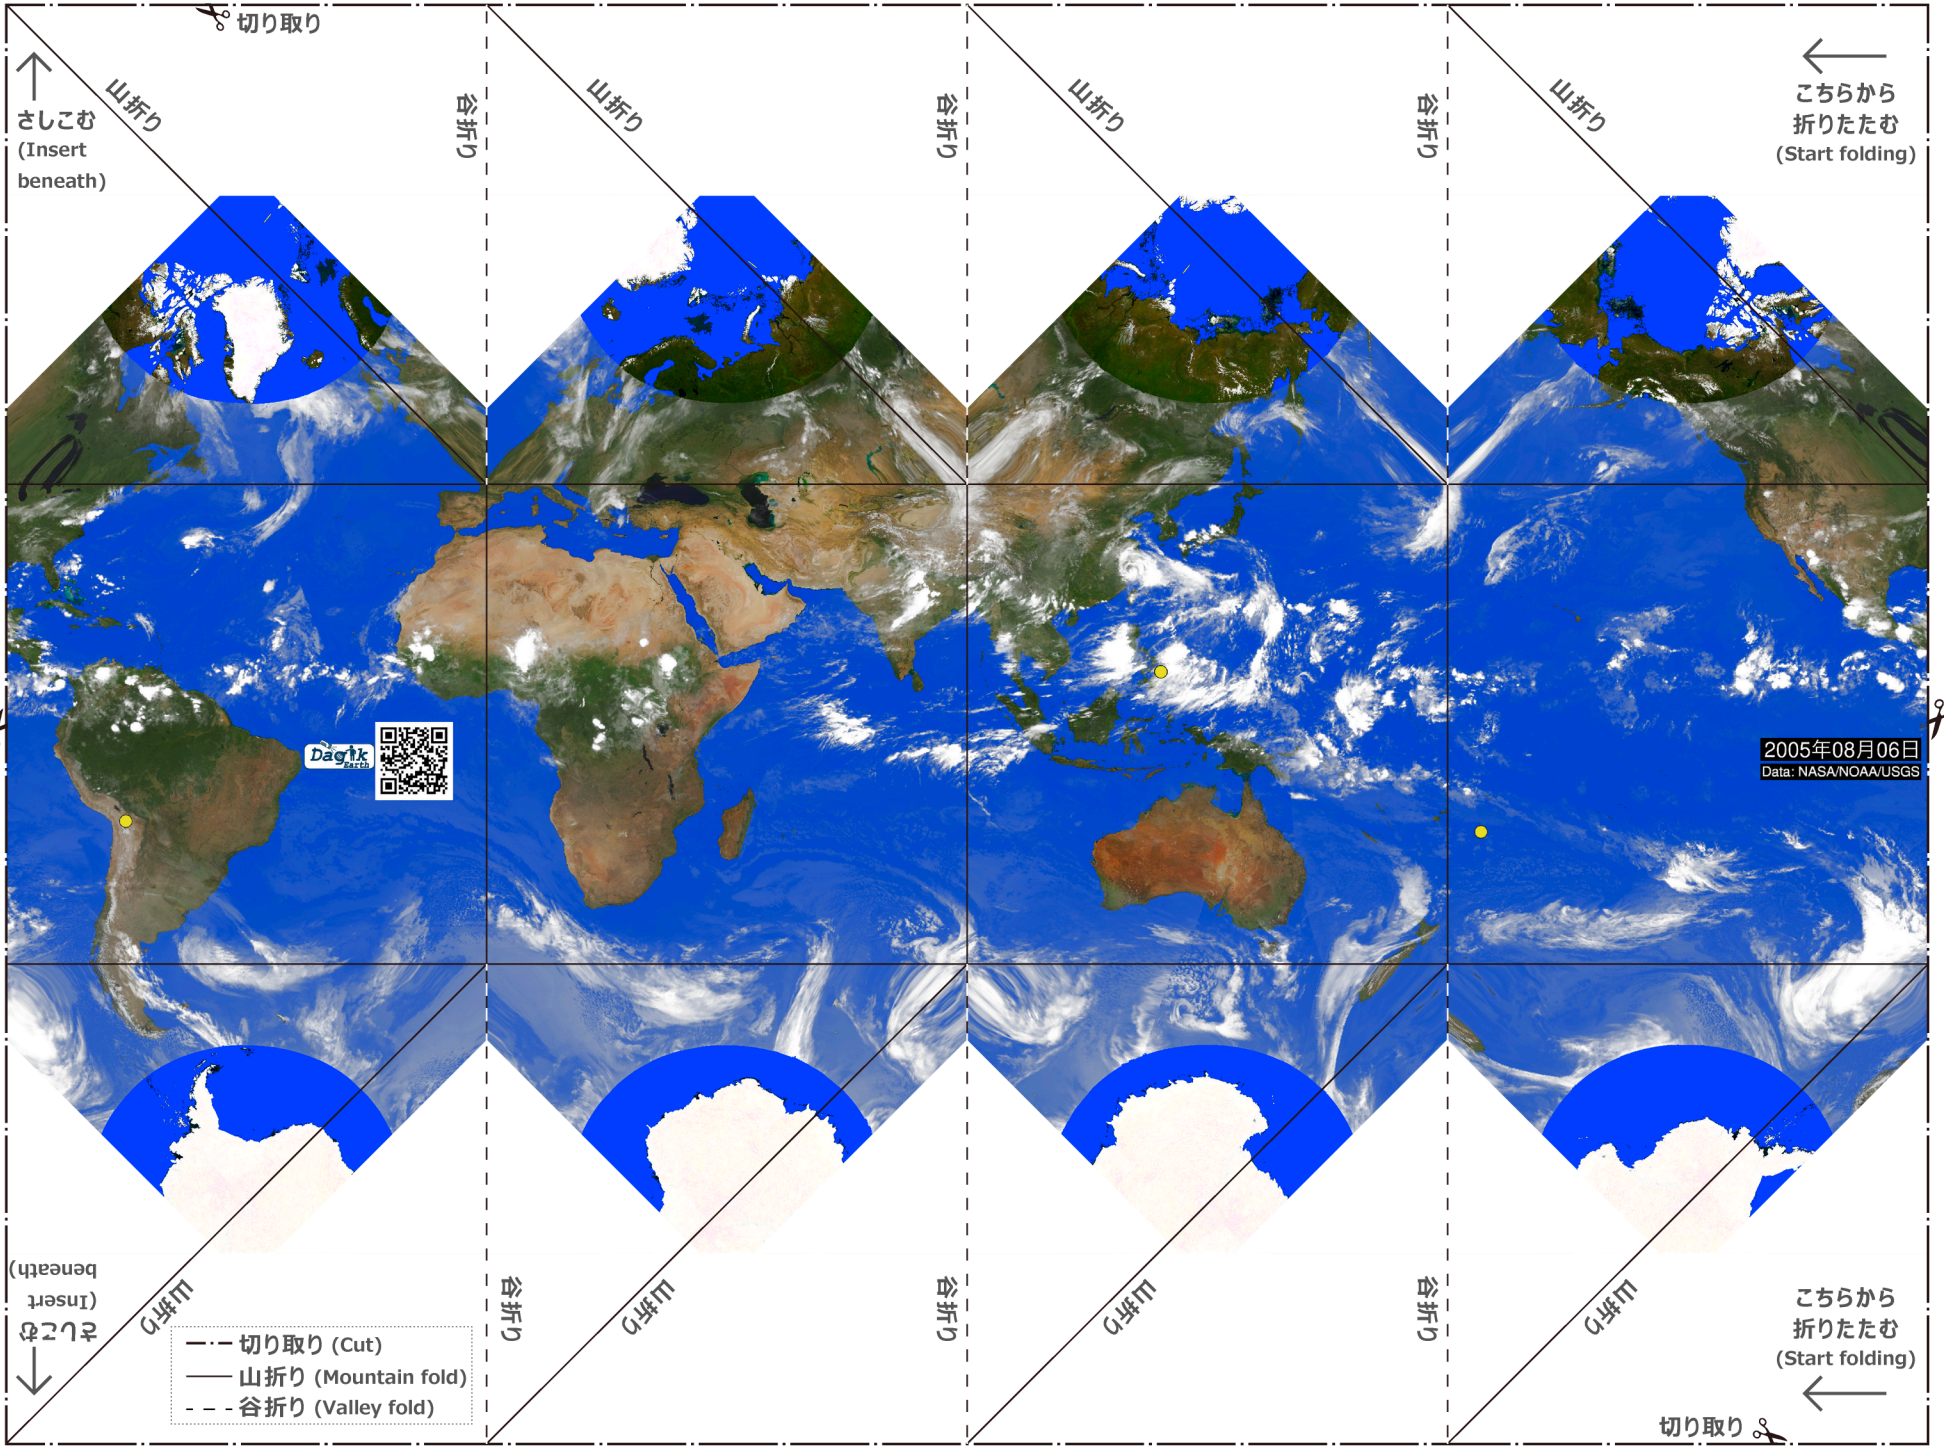 切り取り
こちらから
折りたたむ
(Start folding)
さしこむ
(Insert
beneath)
山折り
谷折り
山折り
谷折り
山折り
谷折り
山折り
Dagik
Earth
2005年08月06日
Data: NASA/NOAA/USGS
さしこむ
(Insert
beneath)
山折り
谷折り
山折り
谷折り
山折り
谷折り
山折り
こちらから
折りたたむ
(Start folding)
切り取り (Cut)
山折り (Mountain fold)
谷折り (Valley fold)
切り取り